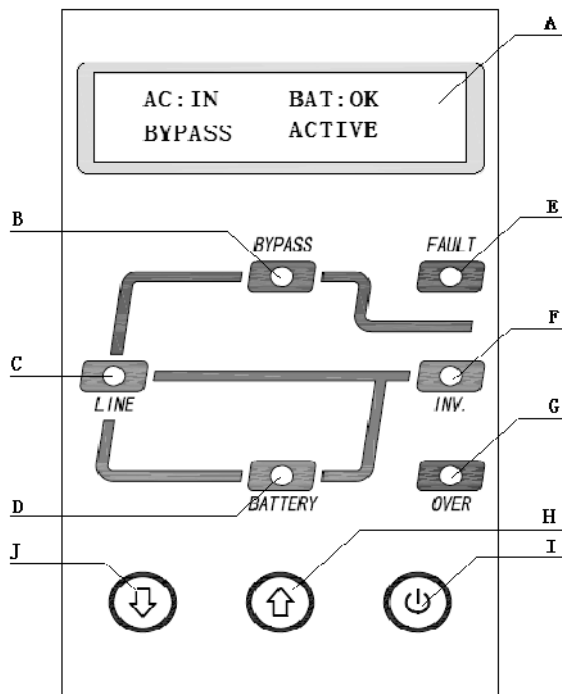 A
AC:IN BAT:OK
BYPASS ACTIVE
B
BYPASS FAULT
E
F
C
LINE INV.
G
D
BATTERY OVER
H
J
I